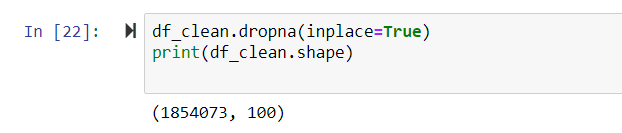 In [22]:
df_clean.dropna(inplace=True)
print(df_clean.shape)
(1854073, 100)